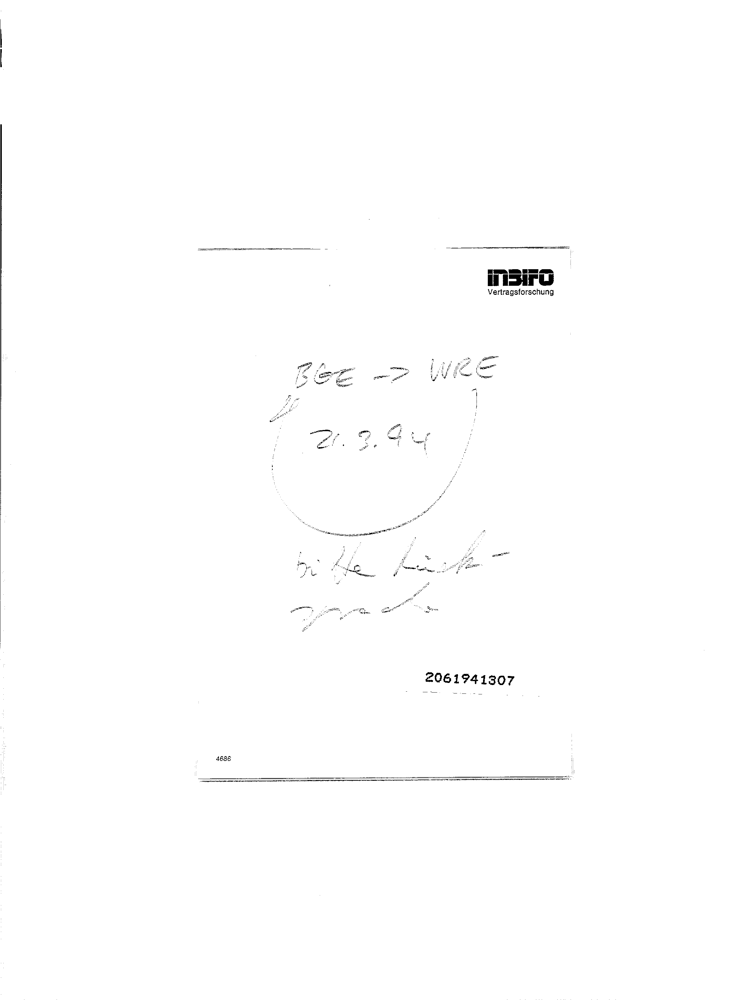 INBIFO
Vertragsforschung
BGE -> WRE
21.3.94
bitte Rück-
sprache
2061941307
4686